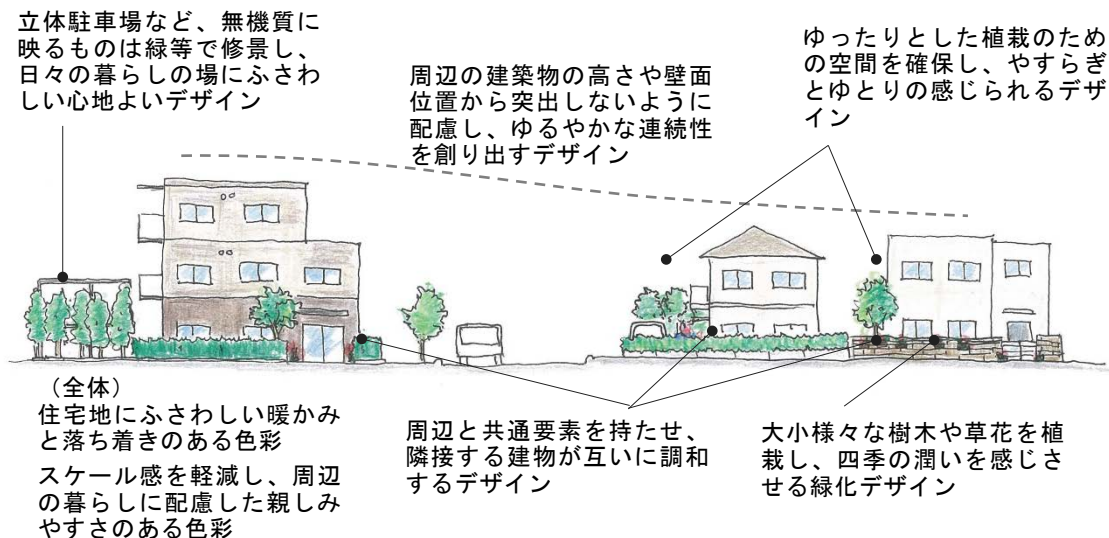 立体駐車場など、無機質に
映るものは緑等で修景し、
日々の暮らしの場にふさわ
しい心地よいデザイン
周辺の建築物の高さや壁面
位置から突出しないように
配慮し、ゆるやかな連続性
を創り出すデザイン
ゆったりとした植栽のため
の空間を確保し、やすらぎ
とゆとりの感じられるデザ
イン
（全体）
住宅地にふさわしい暖かみ
と落ち着きのある色彩
スケール感を軽減し、周辺
の暮らしに配慮した親しみ
やすさのある色彩
周辺と共通要素を持たせ、
隣接する建物が互いに調和
するデザイン
大小様々な樹木や草花を植
栽し、四季の潤いを感じさ
せる緑化デザイン